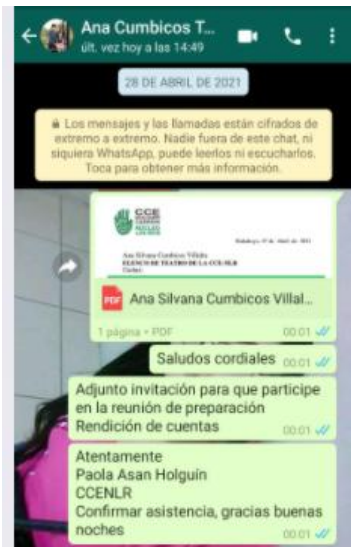 Ana Cumbicos T...
últ. vez hoy a las 14:49
28 DE ABRIL DE 2021
Los mensajes y las llamadas están cifrados de
extremo a extremo. Nadie fuera de este chat, ni
siquiera WhatsApp, puede leerlos ni escucharlos.
Toca para obtener más información.
CCE
Ana Silvana Cumbicos Villalta
ELENCO DE TEATRO DE LA CCE-NLR
Ciudad.
PDF
Ana Silvana Cumbicos Villal...
1 página • PDF
00:01
Saludos cordiales
00:01
Adjunto invitación para que participe
en la reunión de preparación
Rendición de cuentas
00:01
Atentamente
Paola Asan Holguin
CCENLR
Confirmar asistencia, gracias buenas
noches
00:01